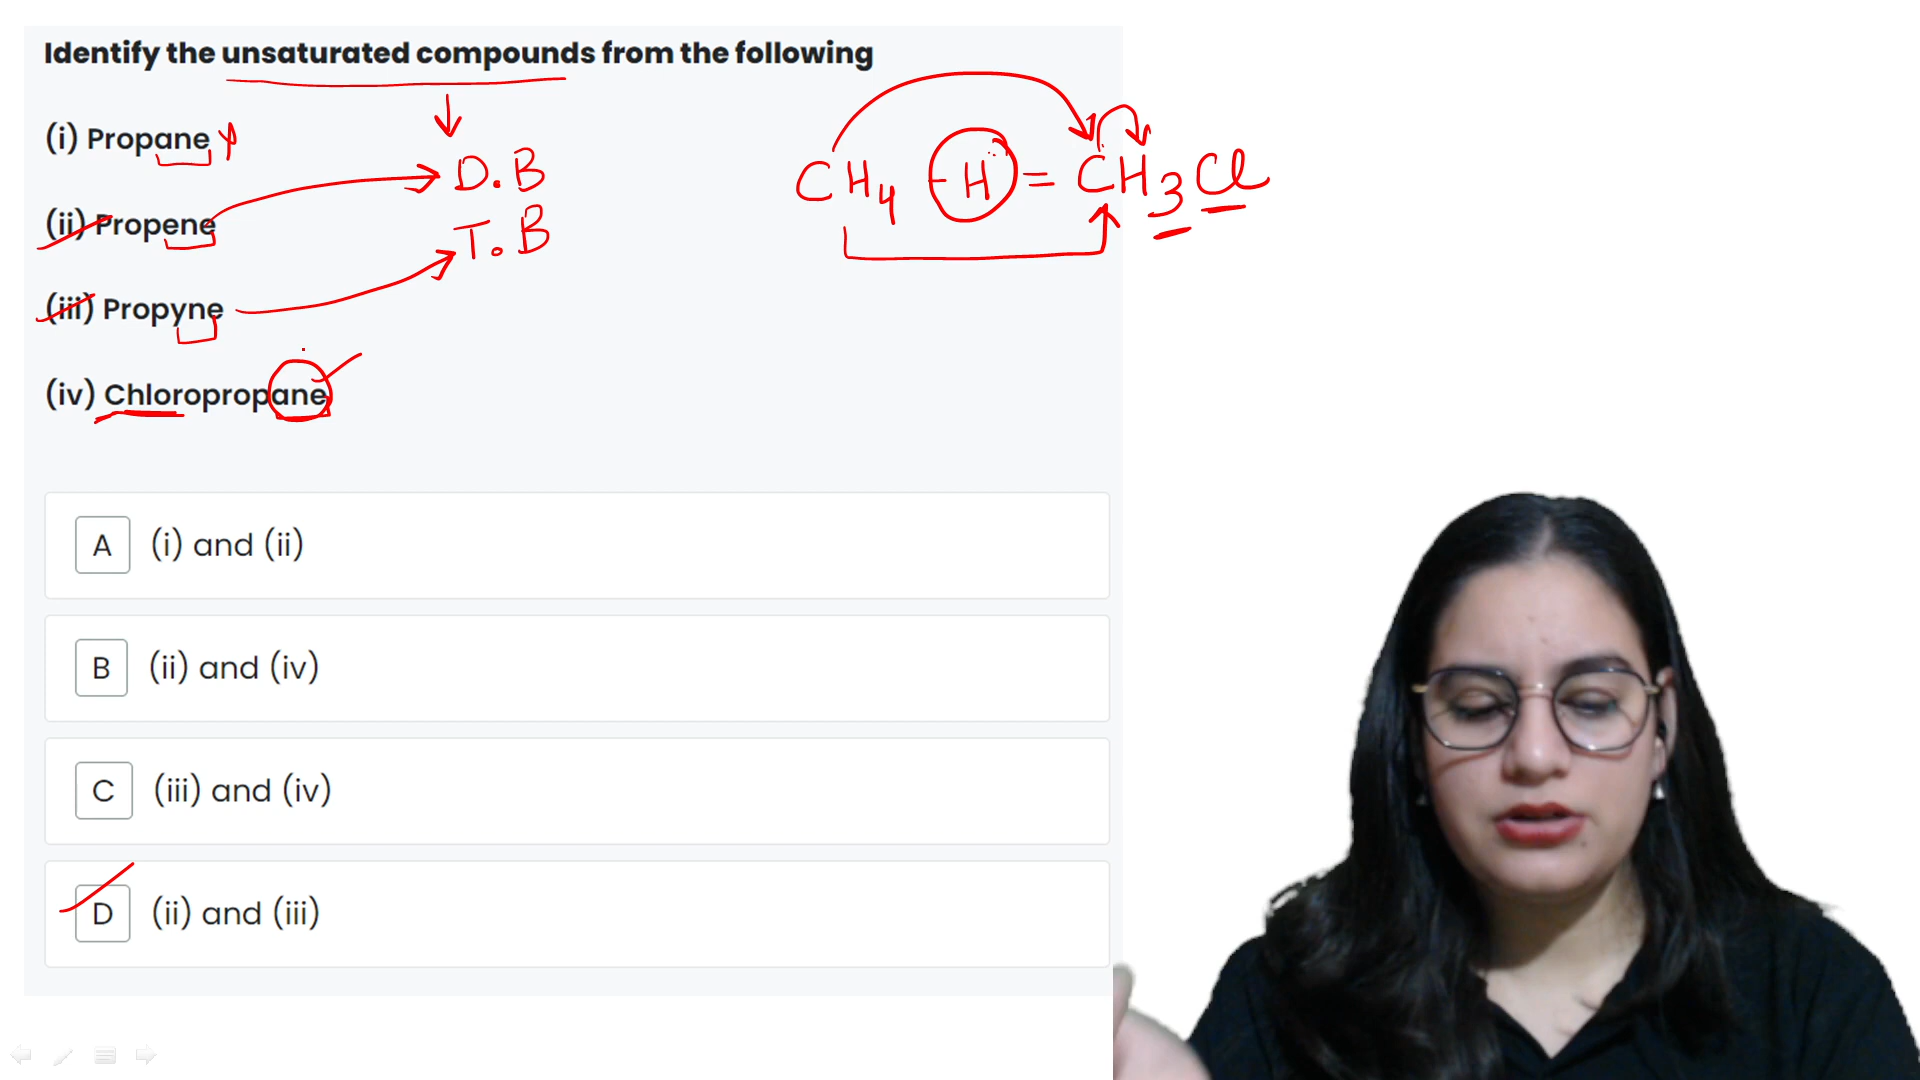 Identify the unsaturated compounds from the following
(i) Propane
(ii) Propene
(iii) Propyne
(iv) Chloropropane
D.B
T.B
CH4 - H = CH3Cl
A (i) and (ii)
B (ii) and (iv)
C (iii) and (iv)
D (ii) and (iii)